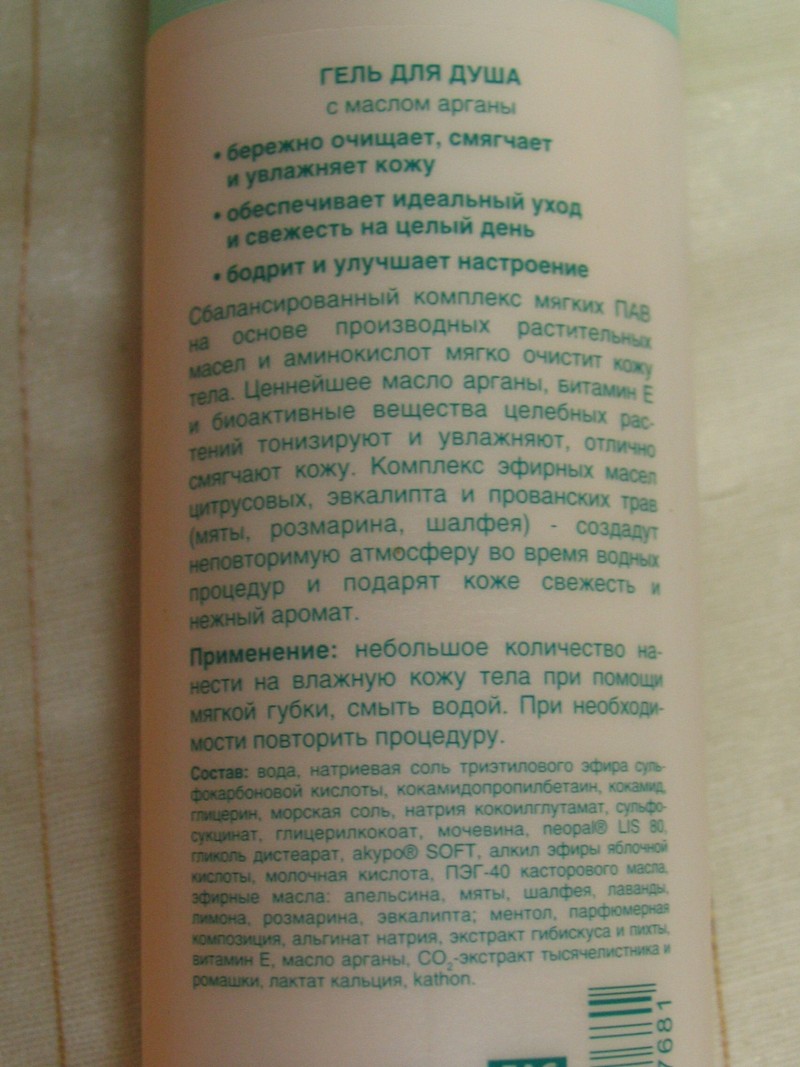 ГЕЛЬ ДЛЯ ДУША
с маслом арганы
• бережно очищает, смягчает
и увлажняет кожу
• обеспечивает идеальный уход
и свежесть на целый день
• бодрит и улучшает настроение
Сбалансированный комплекс мягких ПАВ
на основе производных растительных
масел и аминокислот мягко очистит кожу
тела. Ценнейшее масло арганы, витамин Е
и биоактивные вещества целебных рас-
тений тонизируют и увлажняют, отлично
смягчают кожу. Комплекс эфирных масел
цитрусовых, эвкалипта и прованских трав
(мяты, розмарина, шалфея) - создадут
неповторимую атмосферу во время водных
процедур и подарят коже свежесть и
нежный аромат.
Применение: небольшое количество на-
нести на влажную кожу тела при помощи
мягкой губки, смыть водой. При необходи-
мости повторить процедуру.
Состав: вода, натриевая соль триэтилового эфира суль-
фокарбоновой кислоты, кокамидопропилбетаин, кокамид,
глицерин, морская соль, натрия кокоилглутамат, сульфо-
сукцинат, глицерилкокоат, мочевина, neopal® LIS 80,
гликоль дистеарат, akypo® SOFT, алкил эфиры яблочной
кислоты, молочная кислота, ПЭГ-40 касторового масла,
эфирные масла: апельсина, мяты, шалфея, лаванды,
лимона, розмарина, эвкалипта; ментол, парфюмерная
композиция, альгинат натрия, экстракт гибискуса и пихты,
витамин Е, масло арганы, CO₂-экстракт тысячелистника и
ромашки, лактат кальция, kathon.
7681